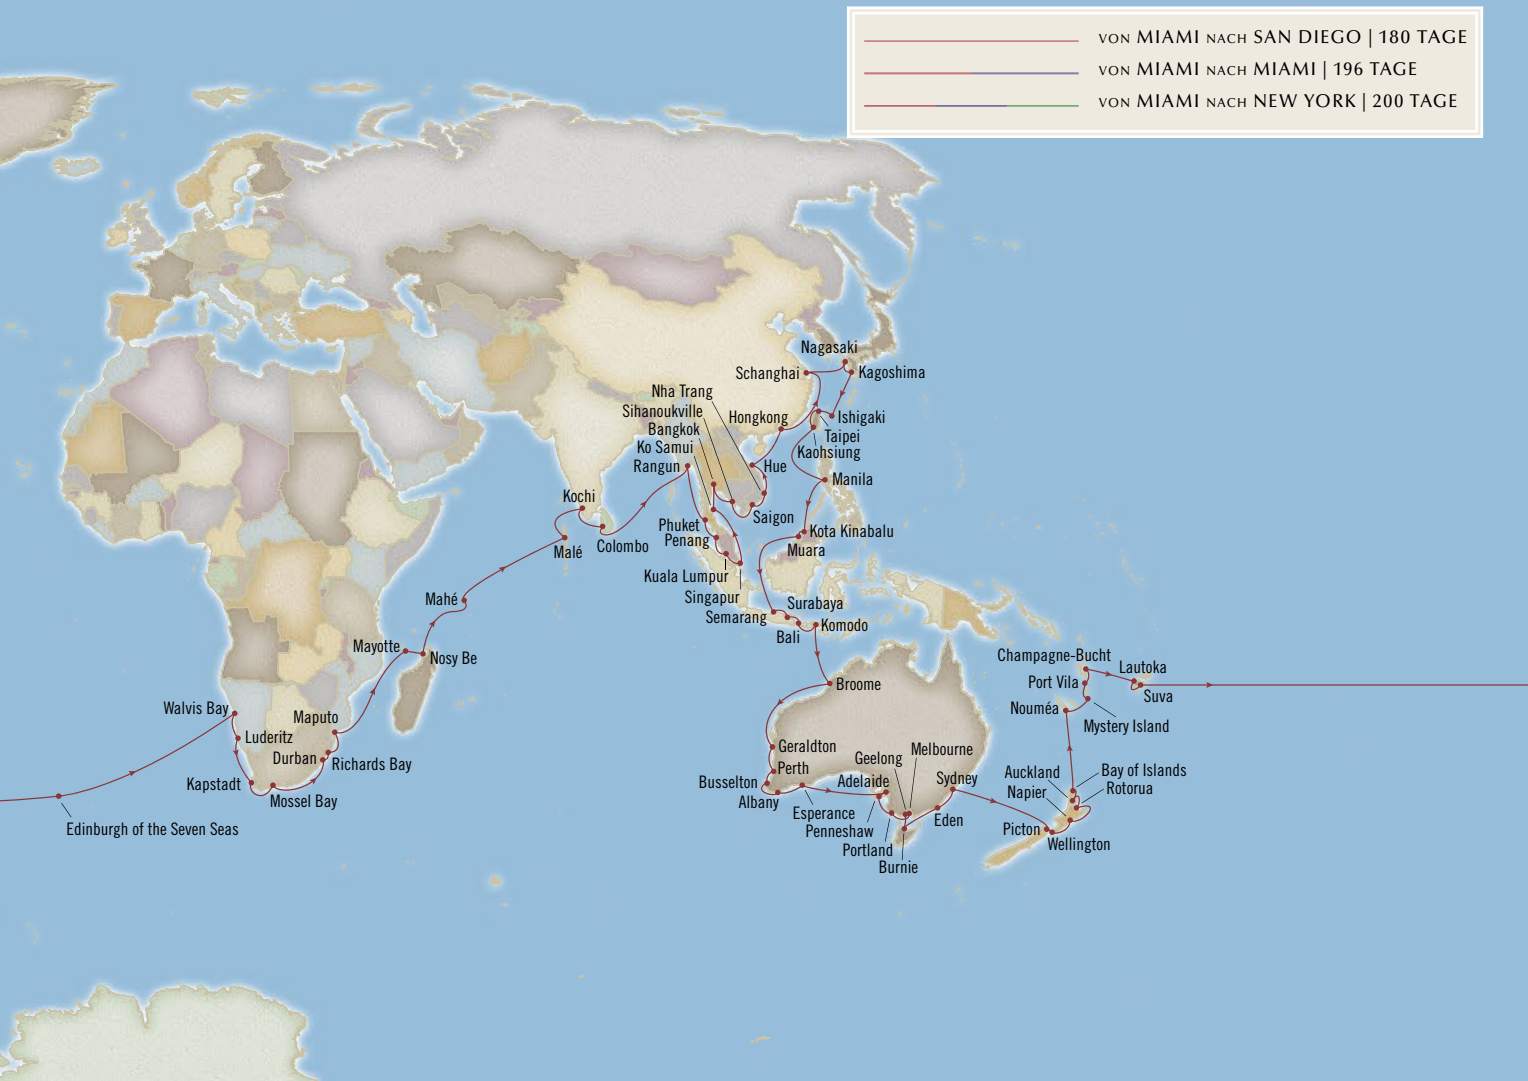 VON MIAMI NACH SAN DIEGO | 180 TAGE
VON MIAMI NACH MIAMI | 196 TAGE
VON MIAMI NACH NEW YORK | 200 TAGE
Nagasaki
Schanghai
Kagoshima
Nha Trang
Sihanoukville
Hongkong
Ishigaki
Bangkok
Taipei
Ko Samui
Kaohsiung
Rangun
Hue
Manila
Kochi
Saigon
Phuket
Kota Kinabalu
Penang
Colombo
Malé
Muara
Kuala Lumpur
Singapur
Mahé
Surabaya
Semarang
Komodo
Bali
Mayotte
Nosy Be
Champagne-Bucht
Lautoka
Port Vila
Broome
Suva
Walvis Bay
Nouméa
Maputo
Mystery Island
Luderitz
Geraldton
Melbourne
Durban
Geelong
Richards Bay
Perth
Auckland
Bay of Islands
Kapstadt
Busselton
Adelaide
Sydney
Napier
Rotorua
Mossel Bay
Albany
Esperance
Eden
Edinburgh of the Seven Seas
Penneshaw
Picton
Wellington
Portland
Burnie